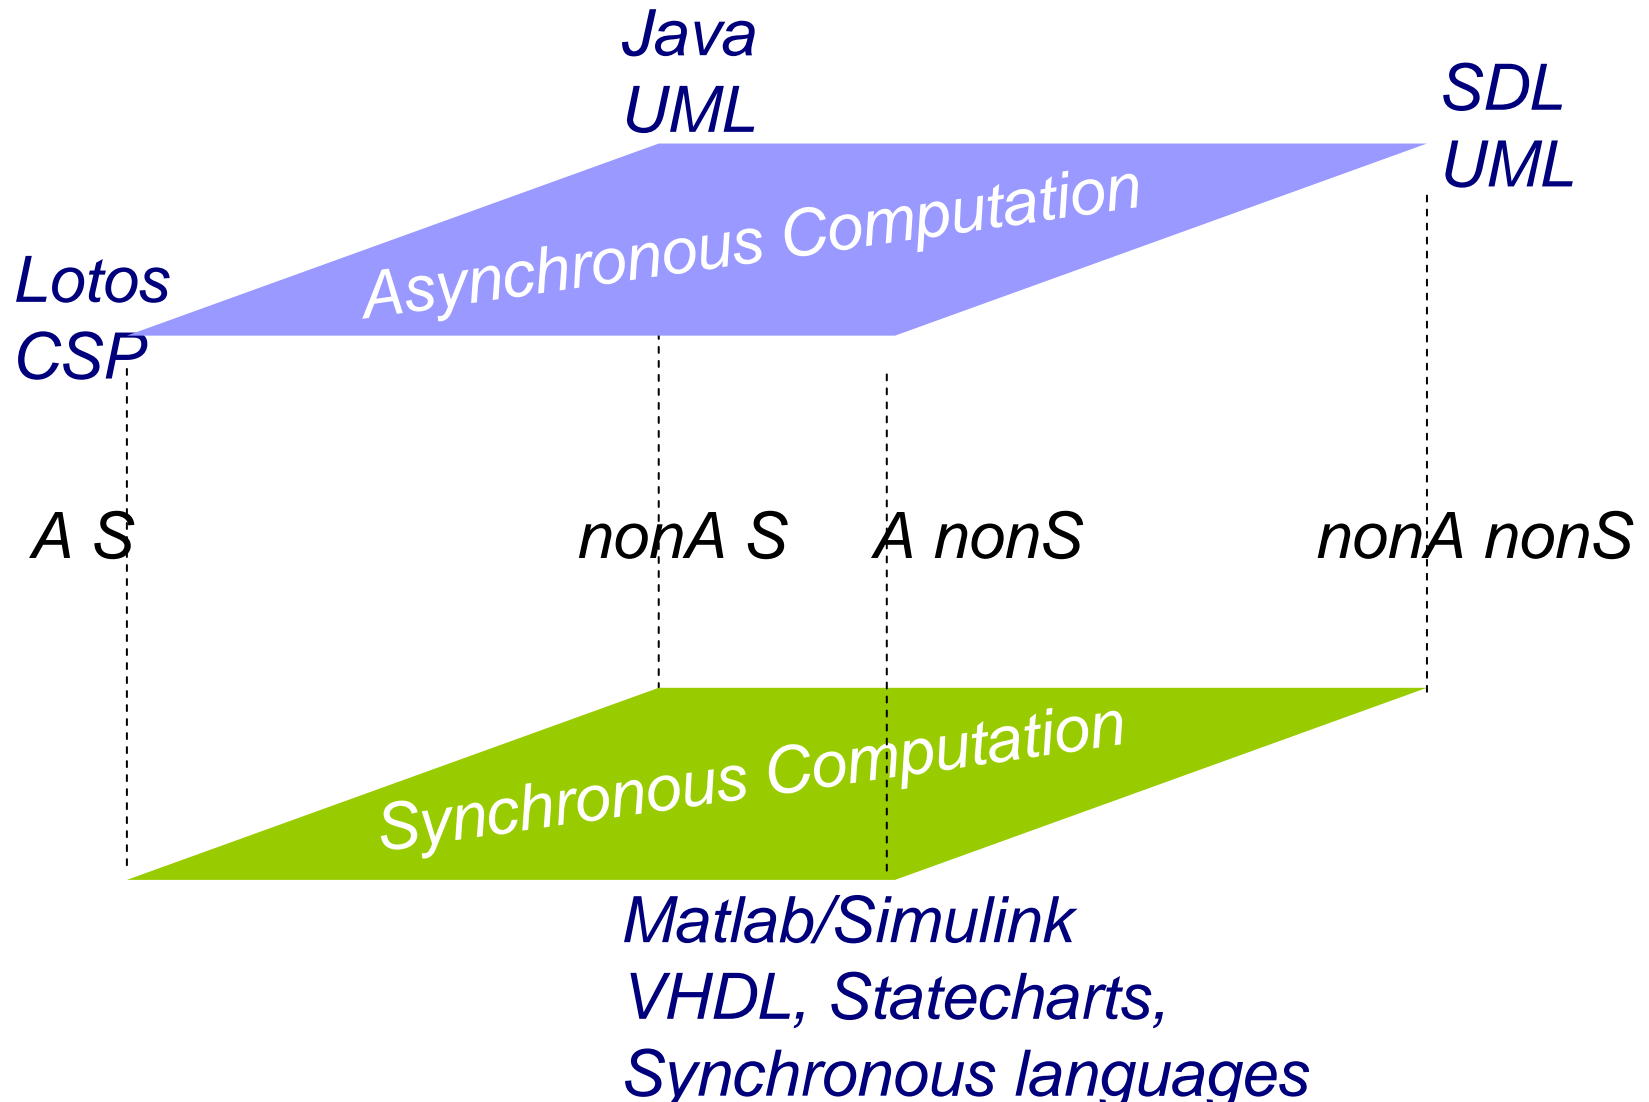 Java
UML
SDL
UML
Asynchronous Computation
Lotos
CSP
A S
nonA S
A nonS
nonA nonS
Synchronous Computation
Matlab/Simulink
VHDL, Statecharts,
Synchronous languages